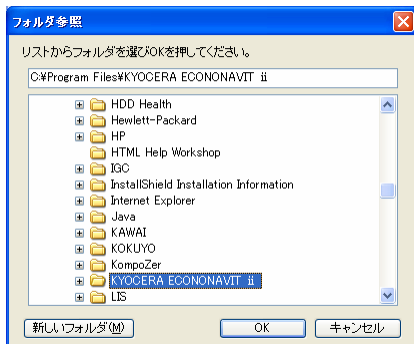 フォルダ参照
リストからフォルダを選びOKを押してください。
C:¥Program Files¥KYOCERA ECONONAVIT ii
HDD Health
Hewlett-Packard
HP
HTML Help Workshop
IGC
InstallShield Installation Information
Internet Explorer
Java
KAWAI
KOKUYO
KompoZer
KYOCERA ECONONAVIT ii
LIS
新しいフォルダ(M) OK キャンセル